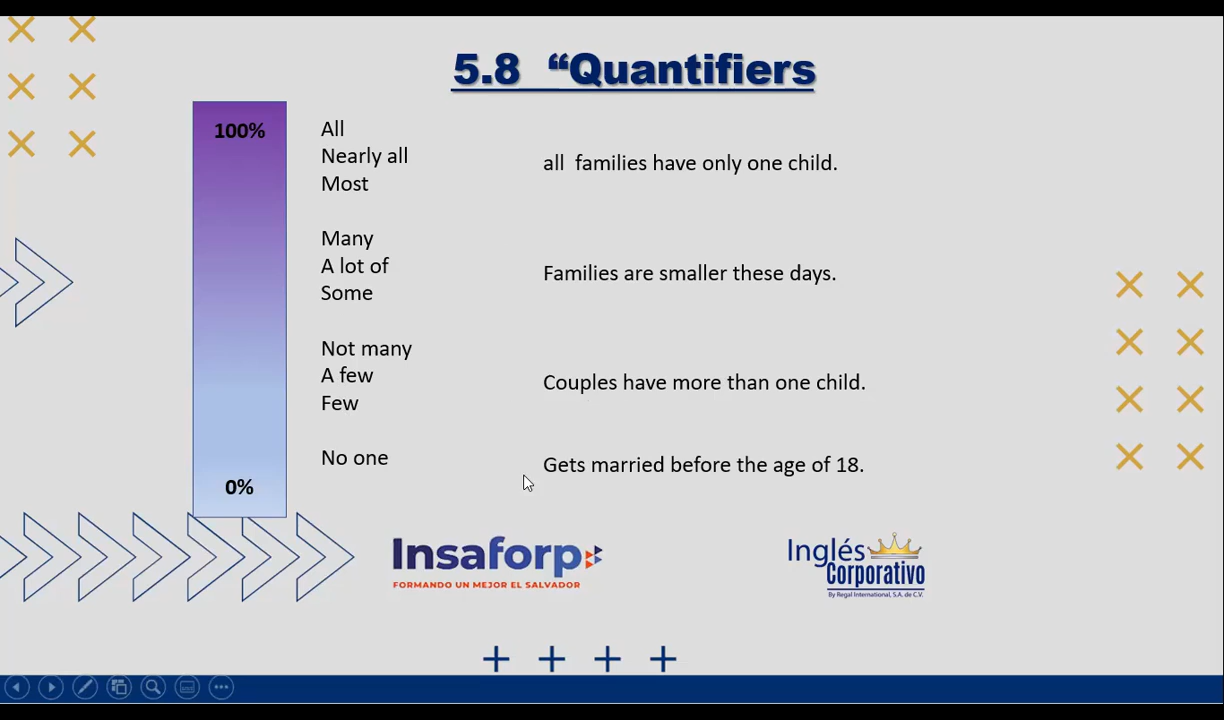 5.8 “Quantifiers
100%
All
Nearly all
Most
all families have only one child.
Many
A lot of
Some
Families are smaller these days.
Not many
A few
Few
Couples have more than one child.
No one
Gets married before the age of 18.
0%
Insaforp
FORMANDO UN MEJOR EL SALVADOR
Inglés
Corporativo
By Regal International, S.A. de C.V.